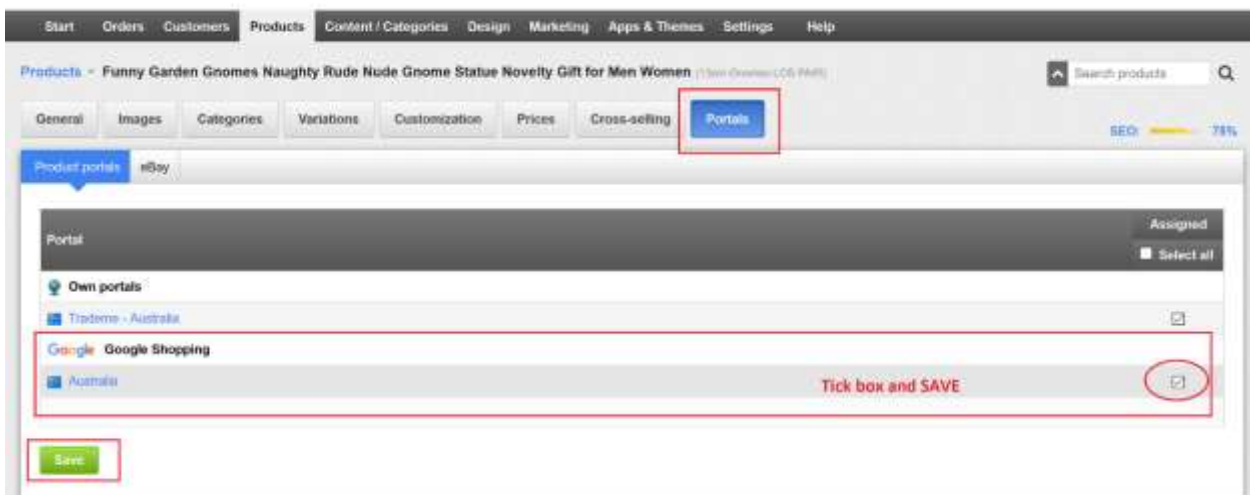 Start Orders Customers Products Content / Categories Design Marketing Apps & Themes Settings Help
Products - Funny Garden Gnomes Naughty Rude Nude Gnome Statue Novelty Gift for Men Women
Search products
General Images Categories Variations Customization Prices Cross-selling Portals
SEO: 78%
Product portals eBay
Assigned
Portal
Select all
Own portals
Trademe - Australia
Google Google Shopping
Australia
Tick box and SAVE
Save